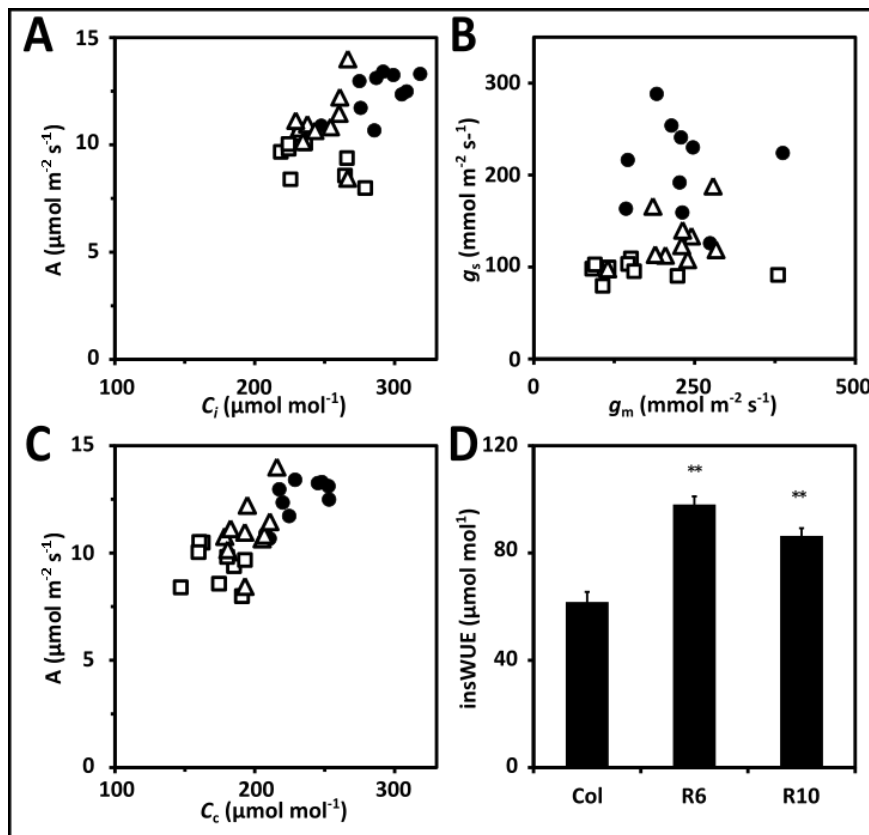 A
15
10
5
0
A (μmol m⁻² s⁻¹)
100
200
300
Cᵢ (μmol mol⁻¹)
B
300
200
100
0
gₛ (mmol m⁻² s-¹)
0
250
500
gₘ (mmol m⁻² s⁻¹)
C
15
10
5
0
A (μmol m⁻² s⁻¹)
100
200
300
C꜀ (μmol mol⁻¹)
D
120
80
40
0
insWUE (μmol mol¹)
**
**
Col
R6
R10